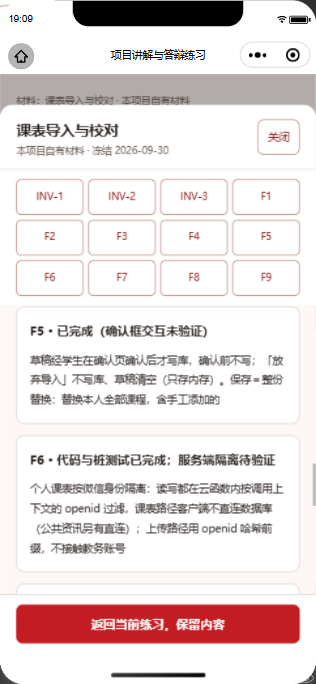 19:09
项目讲解与答辩练习
材料：课表导入与校对 · 本项目自有材料
课表导入与校对
本项目自有材料 · 冻结 2026-09-30
关闭
INV-1
INV-2
INV-3
F1
F2
F3
F4
F5
F6
F7
F8
F9
F5 · 已完成（确认框交互未验证）
草稿经学生在确认页确认后才写库，确认前不写；「放
弃导入」不写库、草稿清空（只存内存）。保存＝整份
替换：替换本人全部课程，含手工添加的
F6 · 代码与桩测试已完成；服务端隔离待验证
个人课表按微信身份隔离：读写都在云函数内按调用上
下文的 openid 过滤，课表路径客户端不直连数据库
（公共资讯另有直连）；上传路径用 openid 哈希前
缀，不接触教务账号
返回当前练习，保留内容